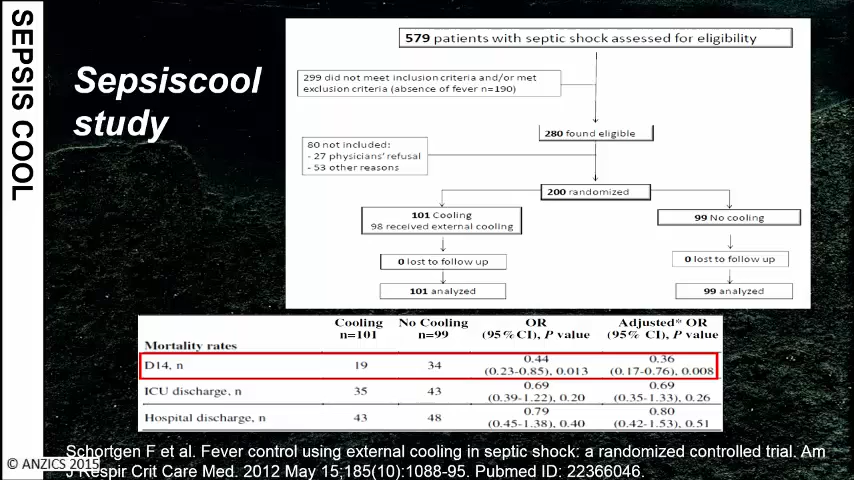 SEPSIS COOL
Sepsiscool
study
579 patients with septic shock assessed for eligibility
299 did not meet inclusion criteria and/or met
exclusion criteria (absence of fever n=190)
280 found eligible
80 not included:
- 27 physicians' refusal
- 53 other reasons
200 randomized
101 Cooling
98 received external cooling
99 No cooling
0 lost to follow up
0 lost to follow up
101 analyzed
99 analyzed
Cooling No Cooling OR Adjusted* OR
Mortality rates n=101 n=99 (95%CI), P value (95% CI), P value
D14, n 19 34 0.44 0.36
(0.23-0.85), 0.013 (0.17-0.76), 0.008
ICU discharge, n 35 43 0.69 0.69
(0.39-1.22), 0.20 (0.35-1.33), 0.26
Hospital discharge, n 43 48 0.79 0.80
(0.45-1.38), 0.40 (0.42-1.53), 0.51
Schortgen F et al. Fever control using external cooling in septic shock: a randomized controlled trial. Am
J Respir Crit Care Med. 2012 May 15;185(10):1088-95. Pubmed ID: 22366046.
© ANZICS 2015